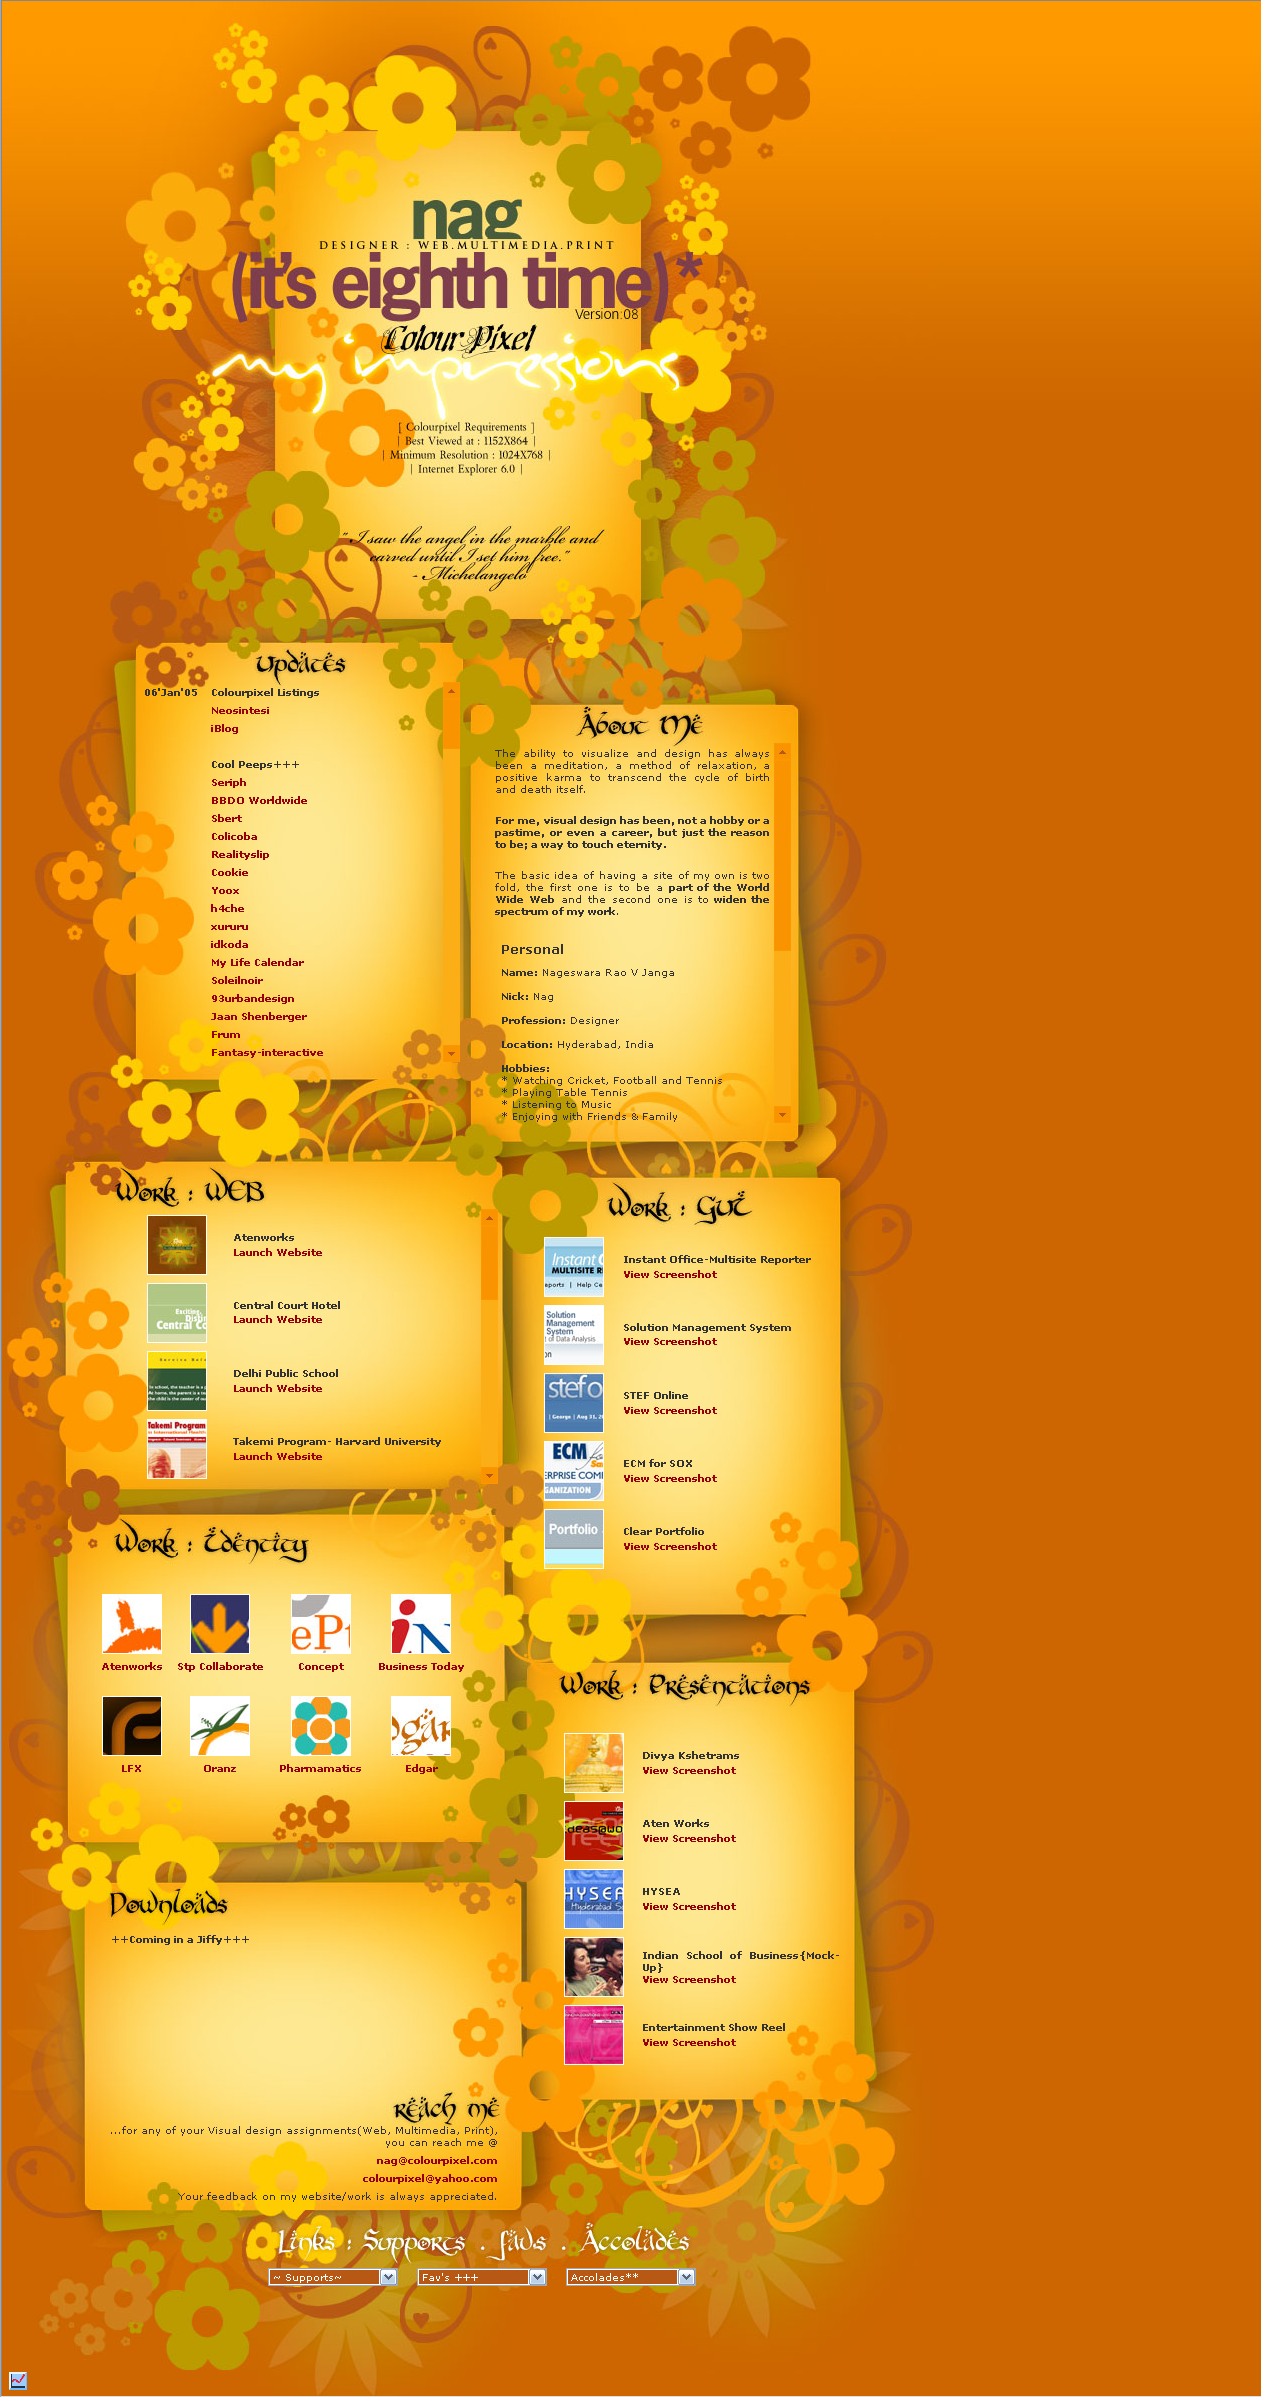 nag
DESIGNER : WEB.MULTIMEDIA.PRINT
(it's eighth time)*
Version:08
Colour Pixel
my impressions
[ Colourpixel Requirements ]
| Best Viewed at : 1152X864 |
| Minimum Resolution : 1024X768 |
| Internet Explorer 6.0 |
" I saw the angel in the marble and
carved until I set him free."
- Michelangelo
Updates
06'Jan'05 Colourpixel Listings
Neosintesi
iBlog
Cool Peeps+++
Seriph
BBDO Worldwide
Sbert
Colicoba
Realityslip
Cookie
Yoox
h4che
xururu
idkoda
My Life Calendar
Soleilnoir
93urbandesign
Jaan Shenberger
Frum
Fantasy-interactive
About Me
The ability to visualize and design has always
been a meditation, a method of relaxation, a
positive karma to transcend the cycle of birth
and death itself.
For me, visual design has been, not a hobby or a
pastime, or even a career, but just the reason
to be; a way to touch eternity.
The basic idea of having a site of my own is two
fold, the first one is to be a part of the World
Wide Web and the second one is to widen the
spectrum of my work.
Personal
Name: Nageswara Rao V Janga
Nick: Nag
Profession: Designer
Location: Hyderabad, India
Hobbies:
* Watching Cricket, Football and Tennis
* Playing Table Tennis
* Listening to Music
* Enjoying with Friends & Family
Work : WEB
Atenworks
Launch Website
Central Court Hotel
Launch Website
Delhi Public School
Launch Website
Takemi Program- Harvard University
Launch Website
Work : GUI
Instant Office-Multisite Reporter
View Screenshot
Solution Management System
View Screenshot
STEF Online
View Screenshot
ECM for SOX
View Screenshot
Clear Portfolio
View Screenshot
Work : Identity
Atenworks
Stp Collaborate
Concept
Business Today
LFX
Oranz
Pharmamatics
Edgar
Work : Presentations
Divya Kshetrams
View Screenshot
Aten Works
View Screenshot
HYSEA
View Screenshot
Indian School of Business{Mock-
Up}
View Screenshot
Entertainment Show Reel
View Screenshot
Downloads
++Coming in a Jiffy+++
reach me
...for any of your Visual design assignments(Web, Multimedia, Print),
you can reach me @
nag@colourpixel.com
colourpixel@yahoo.com
Your feedback on my website/work is always appreciated.
Links : Supports . Favs . Accolades
~ Supports~ Fav's +++ Accolades**